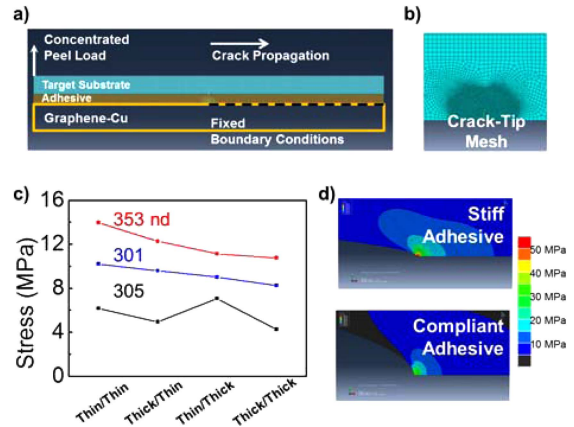 a)
Concentrated
Peel Load
Crack Propagation
Target Substrate
Adhesive
Graphene-Cu
Fixed
Boundary Conditions
b)
Crack-Tip
Mesh
c)
Stress (MPa)
16
12
8
4
0
353 nd
301
305
Thin/Thin
Thick/Thin
Thin/Thick
Thick/Thick
d)
Stiff
Adhesive
Compliant
Adhesive
50 MPa
40 MPa
30 MPa
20 MPa
10 MPa